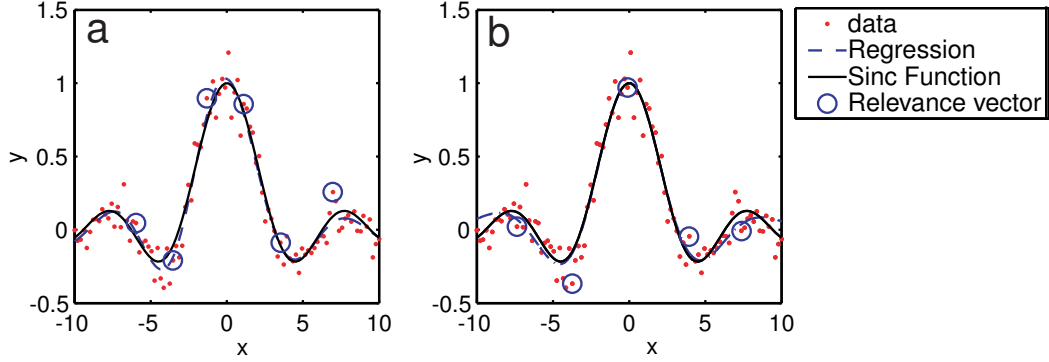 a
1.5
1
0.5
0
-0.5
y
-10 -5 0 5 10
x
b
1.5
1
0.5
0
-0.5
y
-10 -5 0 5 10
x
data
Regression
Sinc Function
Relevance vector